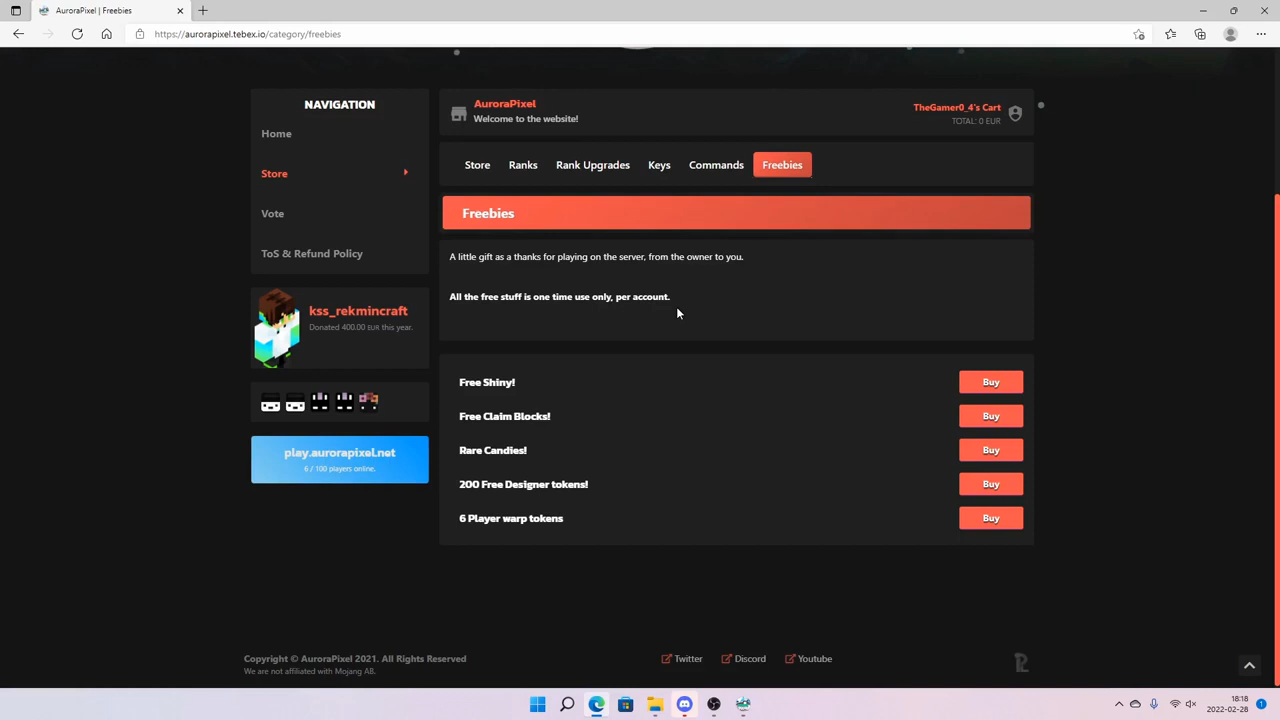 AuroraPixel | Freebies
https://aurorapixel.tebex.io/category/freebies
NAVIGATION
Home
Store
Vote
ToS & Refund Policy
kss_rekmincraft
Donated 400.00 EUR this year.
play.aurorapixel.net
6 / 100 players online.
AuroraPixel
Welcome to the website!
TheGamer0_4's Cart
TOTAL: 0 EUR
Store Ranks Rank Upgrades Keys Commands Freebies
Freebies
A little gift as a thanks for playing on the server, from the owner to you.
All the free stuff is one time use only, per account.
Free Shiny! Buy
Free Claim Blocks! Buy
Rare Candies! Buy
200 Free Designer tokens! Buy
6 Player warp tokens Buy
Copyright © AuroraPixel 2021. All Rights Reserved
We are not affiliated with Mojang AB.
Twitter Discord Youtube
18:18
2022-02-28
1